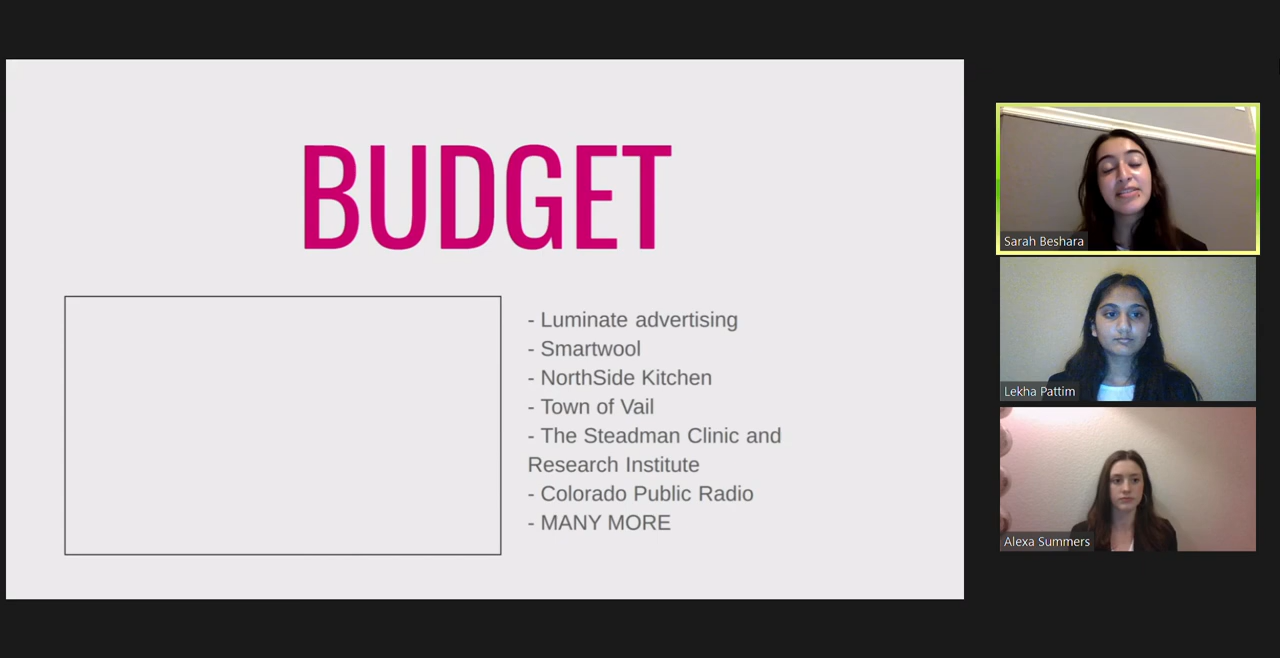 BUDGET
- Luminate advertising
- Smartwool
- NorthSide Kitchen
- Town of Vail
- The Steadman Clinic and
Research Institute
- Colorado Public Radio
- MANY MORE
Sarah Beshara
Lekha Pattim
Alexa Summers